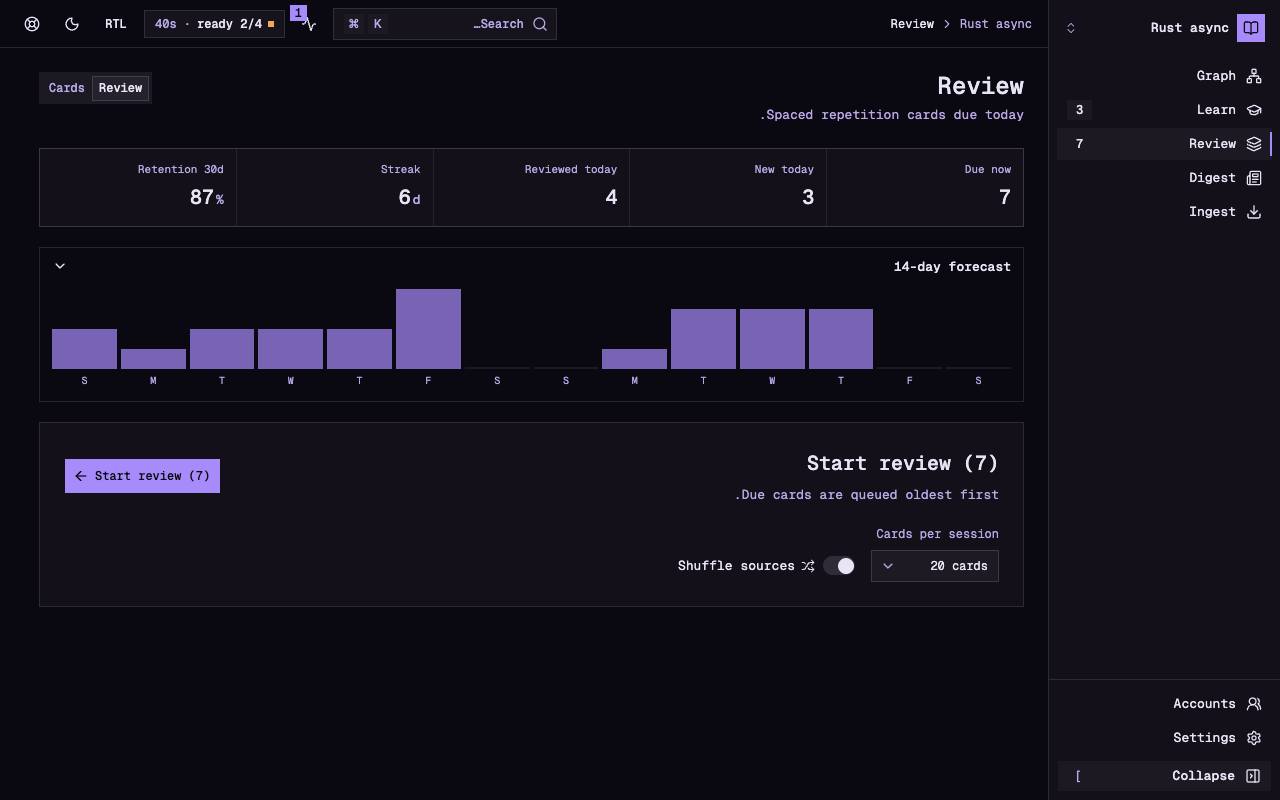 RTL
40s · ready 2/4
1
⌘ K
Search…
Review > Rust async
Rust async
Graph
Learn 3
Review 7
Digest
Ingest
Review
.Spaced repetition cards due today
Cards Review
Due now
7
New today
3
Reviewed today
4
Streak
6d
Retention 30d
87%
14-day forecast
S M T W T F S S M T W T F S
Start review (7)
.Due cards are queued oldest first
Cards per session
20 cards
Shuffle sources
← Start review (7)
Accounts
Settings
Collapse [